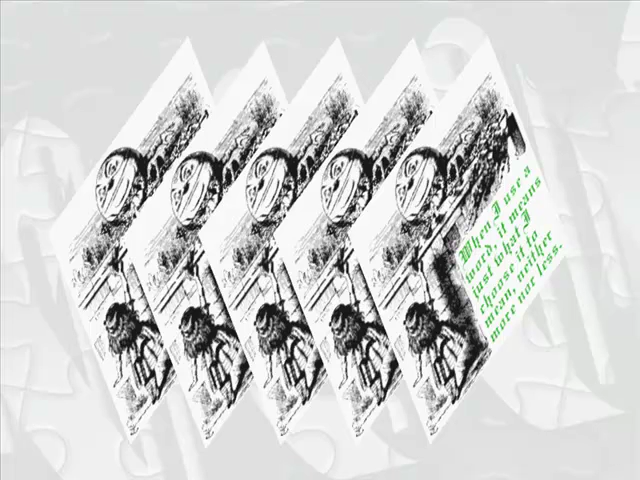 When I use a
word, it means
just what I
choose it to
mean, neither
more nor less.